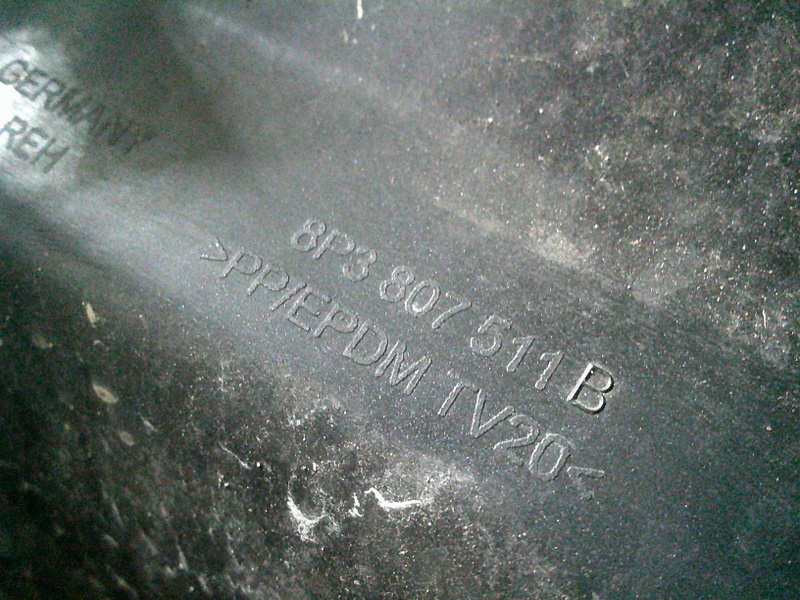 GERMANY
REH
8P3 807 511 B
>PP/EPDM TV20<